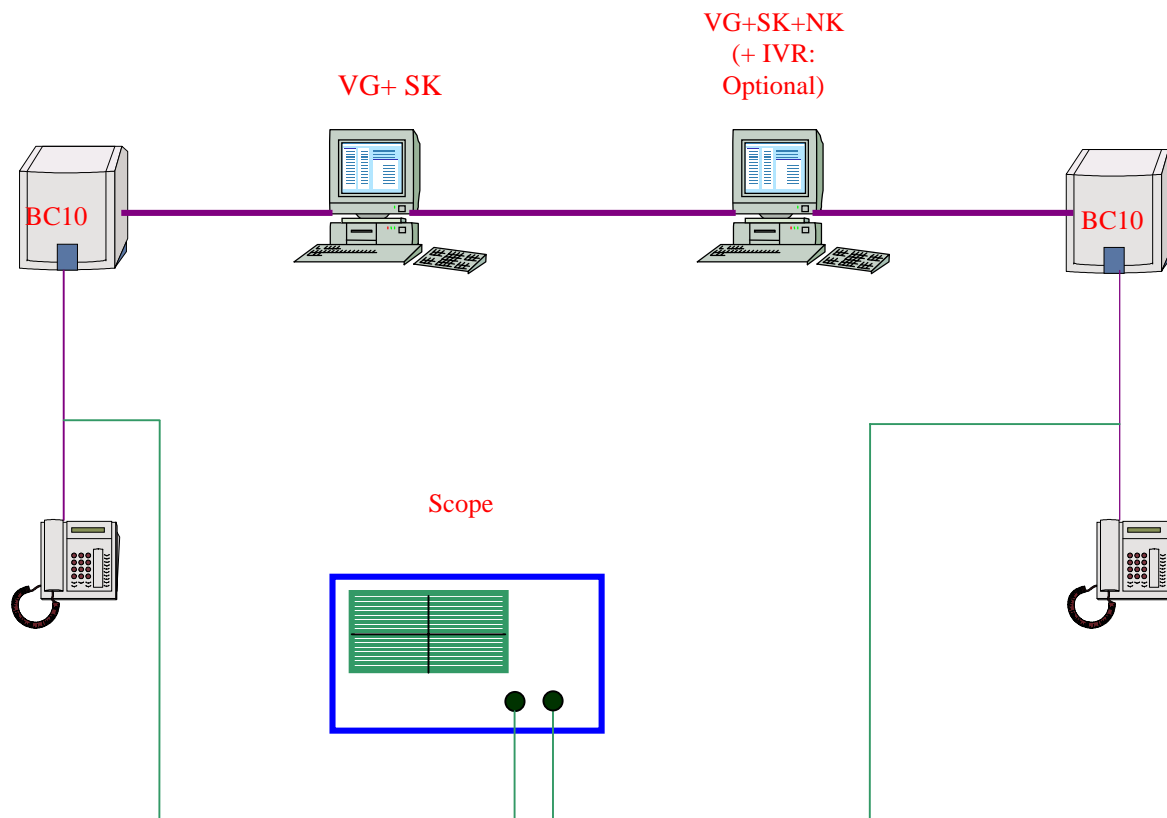 VG+SK+NK
(+ IVR:
Optional)
VG+ SK
BC10
BC10
Scope